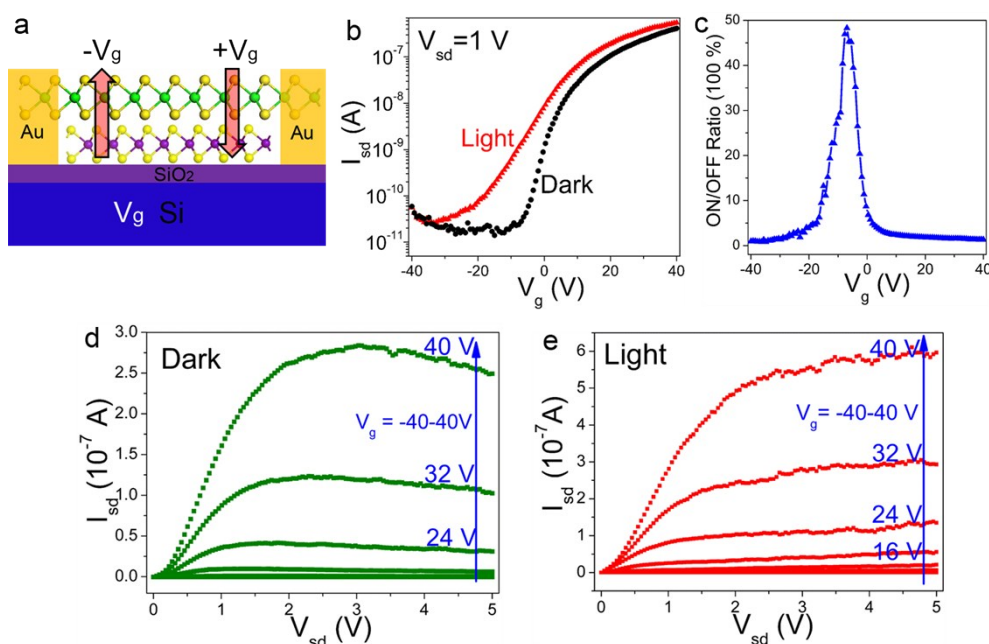 a
-Vg
+Vg
Au
Au
SiO2
Vg Si
b
Vsd=1 V
Light
Dark
Isd (A)
10^-7
10^-8
10^-9
10^-10
10^-11
-40 -20 0 20 40
Vg (V)
c
ON/OFF Ratio (100 %)
50
40
30
20
10
0
-40 -20 0 20 40
Vg (V)
d
Dark
40 V
Vg = -40-40V
32 V
24 V
Isd (10^-7 A)
3.0
2.5
2.0
1.5
1.0
0.5
0.0
0 1 2 3 4 5
Vsd (V)
e
Light
40 V
Vg = -40-40 V
32 V
24 V
16 V
Isd (10^-7 A)
6
5
4
3
2
1
0
0 1 2 3 4 5
Vsd (V)